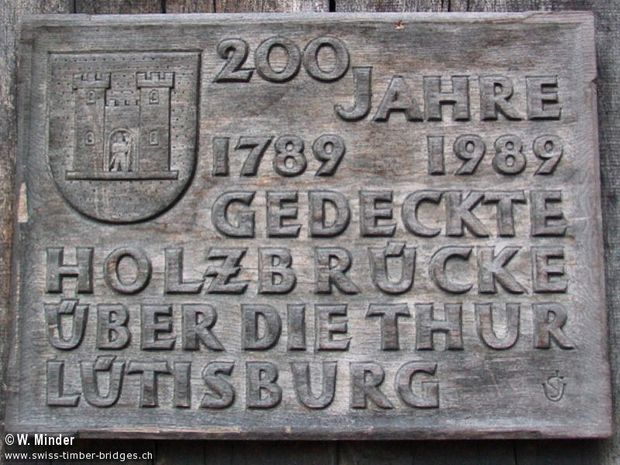 200
JAHRE
1789 1989
GEDECKTE
HOLZBRÜCKE
ÜBER DIE THUR
LÜTISBURG
© W. Minder
www.swiss-timber-bridges.ch